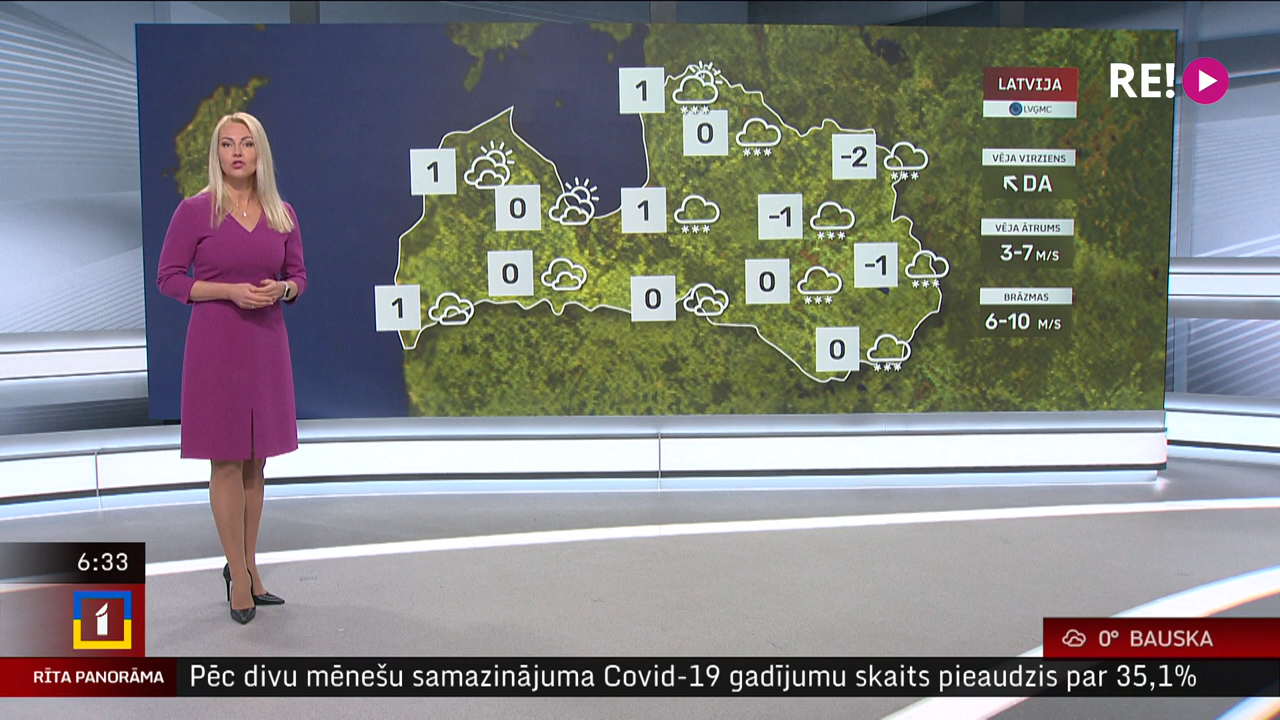 RE!
LATVIJA
LVĢMC
VĒJA VIRZIENS
DA
VĒJA ĀTRUMS
3-7 M/S
BRĀZMAS
6-10 M/S
1
0
-2
1
0
1
-1
0
0
-1
1
0
0
6:33
1
0° BAUSKA
RĪTA PANORĀMA
Pēc divu mēnešu samazinājuma Covid-19 gadījumu skaits pieaudzis par 35,1%